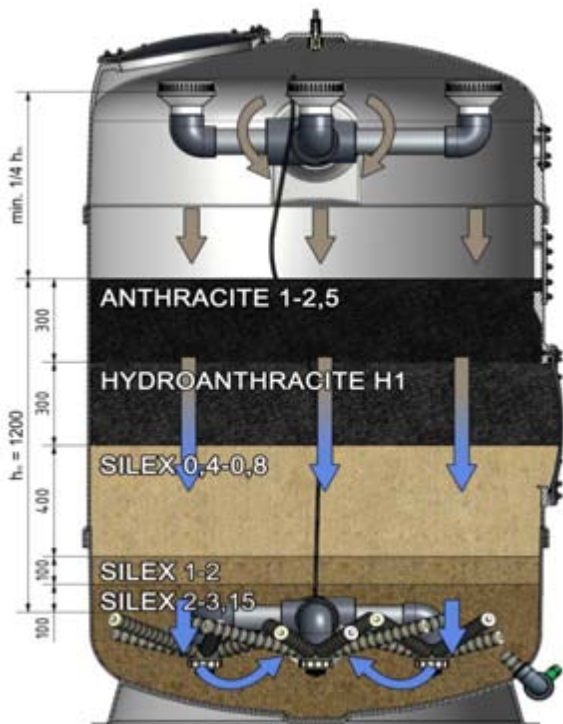 min. 1/4 hₙ
ANTHRACITE 1-2,5
300
HYDROANTHRACITE H1
300
hₙ = 1200
SILEX 0,4-0,8
400
SILEX 1-2
100
SILEX 2-3,15
100